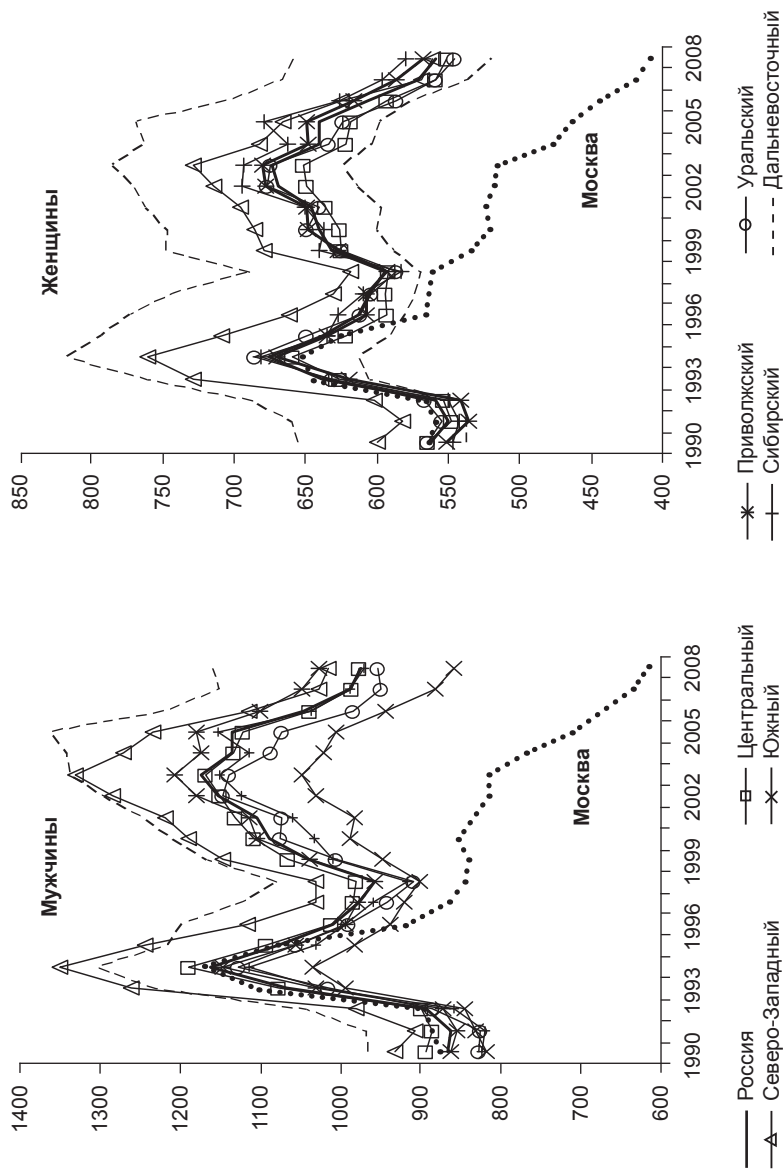 Мужчины
1400
1300
1200
1100
1000
900
800
700
600
Москва
1990
1993
1996
1999
2002
2005
2008
Женщины
850
800
750
700
650
600
550
500
450
400
Москва
1990
1993
1996
1999
2002
2005
2008
Россия
Центральный
Приволжский
Уральский
Северо-Западный
Южный
Сибирский
Дальневосточный